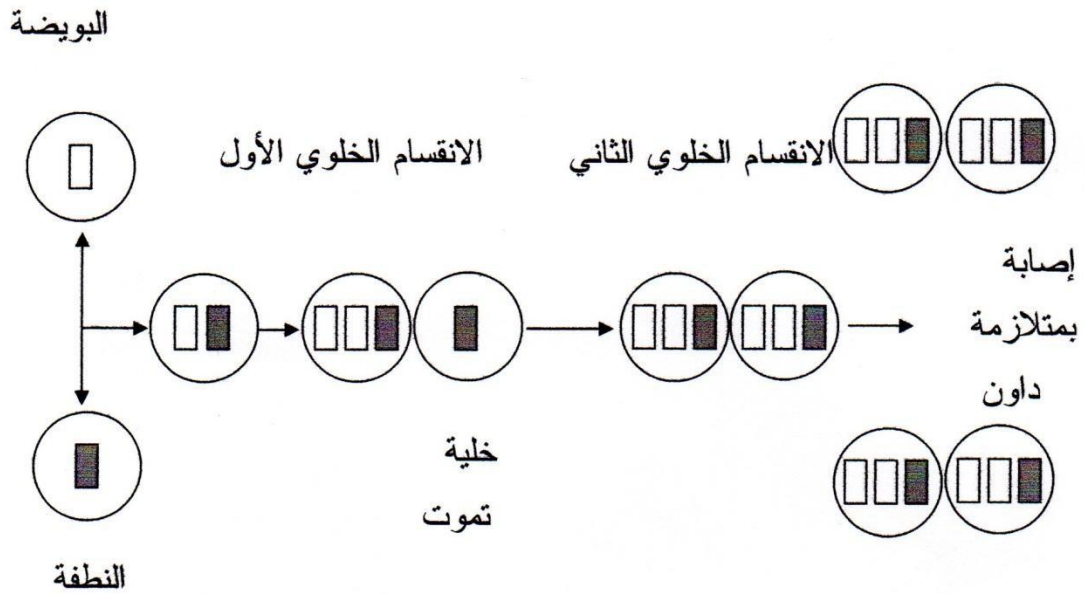 البويضة
الانقسام الخلوي الأول
الانقسام الخلوي الثاني
إصابة
بمتلازمة
داون
خلية
تموت
النطفة